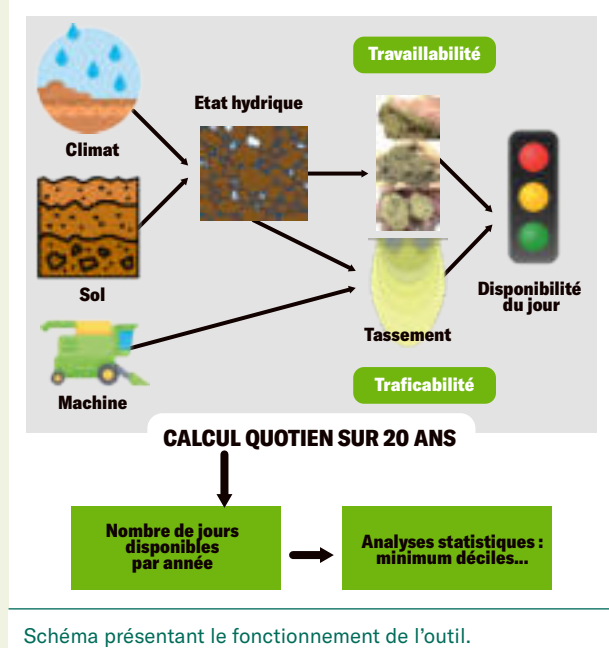 Travaillabilité
Etat hydrique
Climat
Sol
Disponibilité
du jour
Tassement
Machine
Traficabilité
CALCUL QUOTIEN SUR 20 ANS
Nombre de jours
disponibles
par année
Analyses statistiques :
minimum déciles...
Schéma présentant le fonctionnement de l'outil.